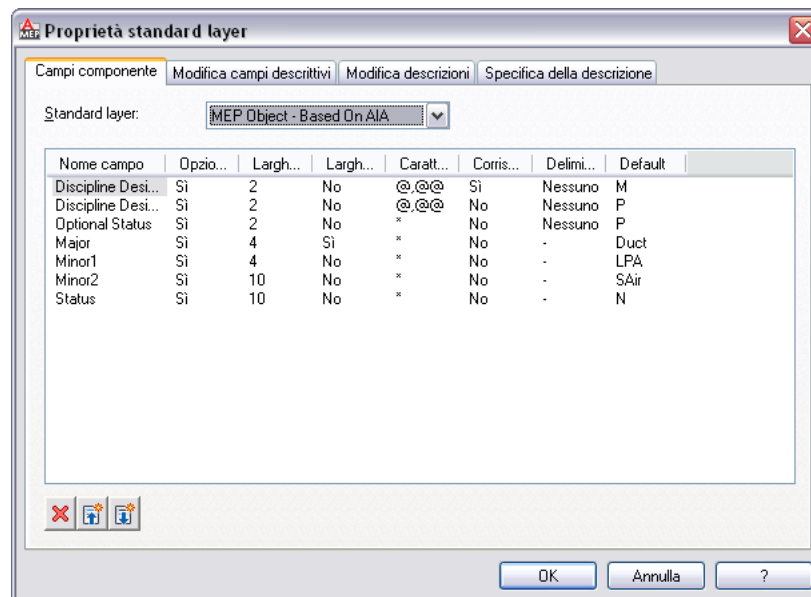 A MEP Proprietà standard layer
Campi componente Modifica campi descrittivi Modifica descrizioni Specifica della descrizione
Standard layer: MEP Object - Based On AIA
Nome campo Opzio... Largh... Largh... Caratt... Corris... Delimi... Default
Discipline Desi... Sì 2 No @,@@ Sì Nessuno M
Discipline Desi... Sì 2 No @,@@ No Nessuno P
Optional Status Sì 2 No * No Nessuno P
Major Sì 4 Sì * No - Duct
Minor1 Sì 4 No * No - LPA
Minor2 Sì 10 No * No - SAir
Status Sì 10 No * No - N
OK Annulla ?